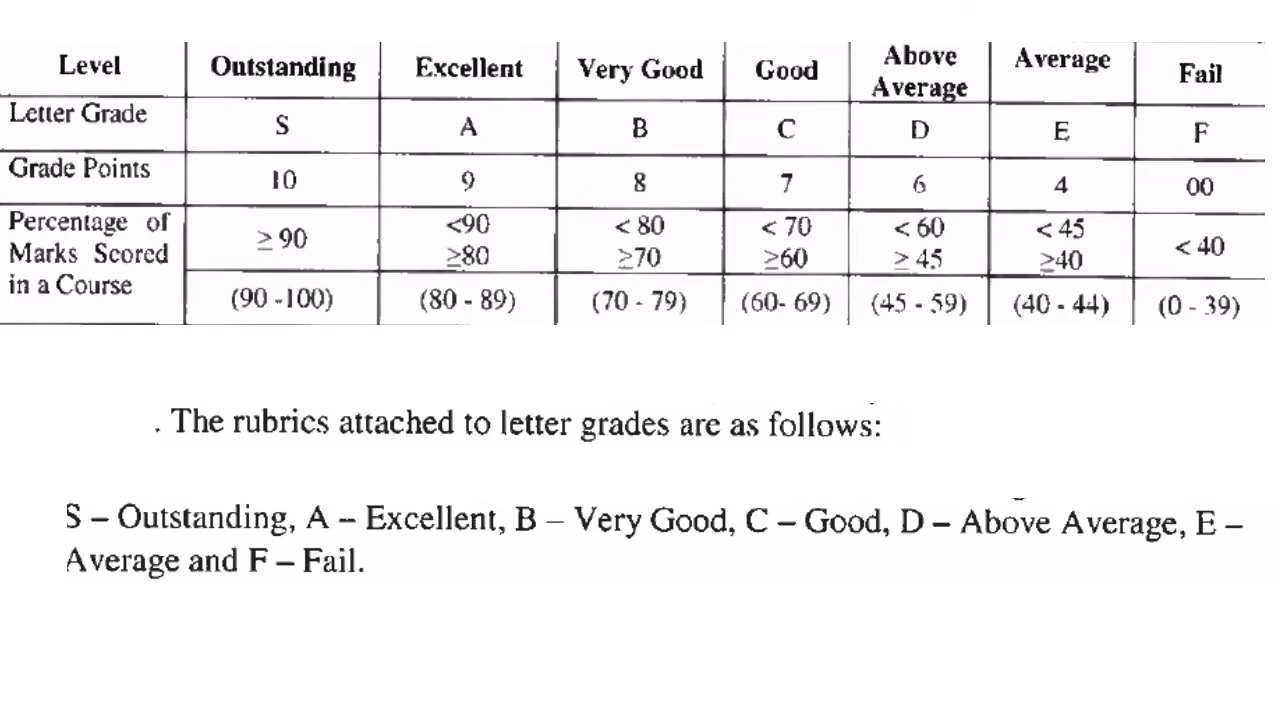 Level Outstanding Excellent Very Good Good Above Average Average Fail
Letter Grade S A B C D E F
Grade Points 10 9 8 7 6 4 00
Percentage of Marks Scored in a Course ≥ 90 <90 ≥80 < 80 ≥70 < 70 ≥60 < 60 ≥ 45 < 45 ≥40 < 40
(90 -100) (80 - 89) (70 - 79) (60- 69) (45 - 59) (40 - 44) (0 - 39)
. The rubrics attached to letter grades are as follows:
S – Outstanding, A – Excellent, B – Very Good, C – Good, D – Above Average, E –
Average and F – Fail.